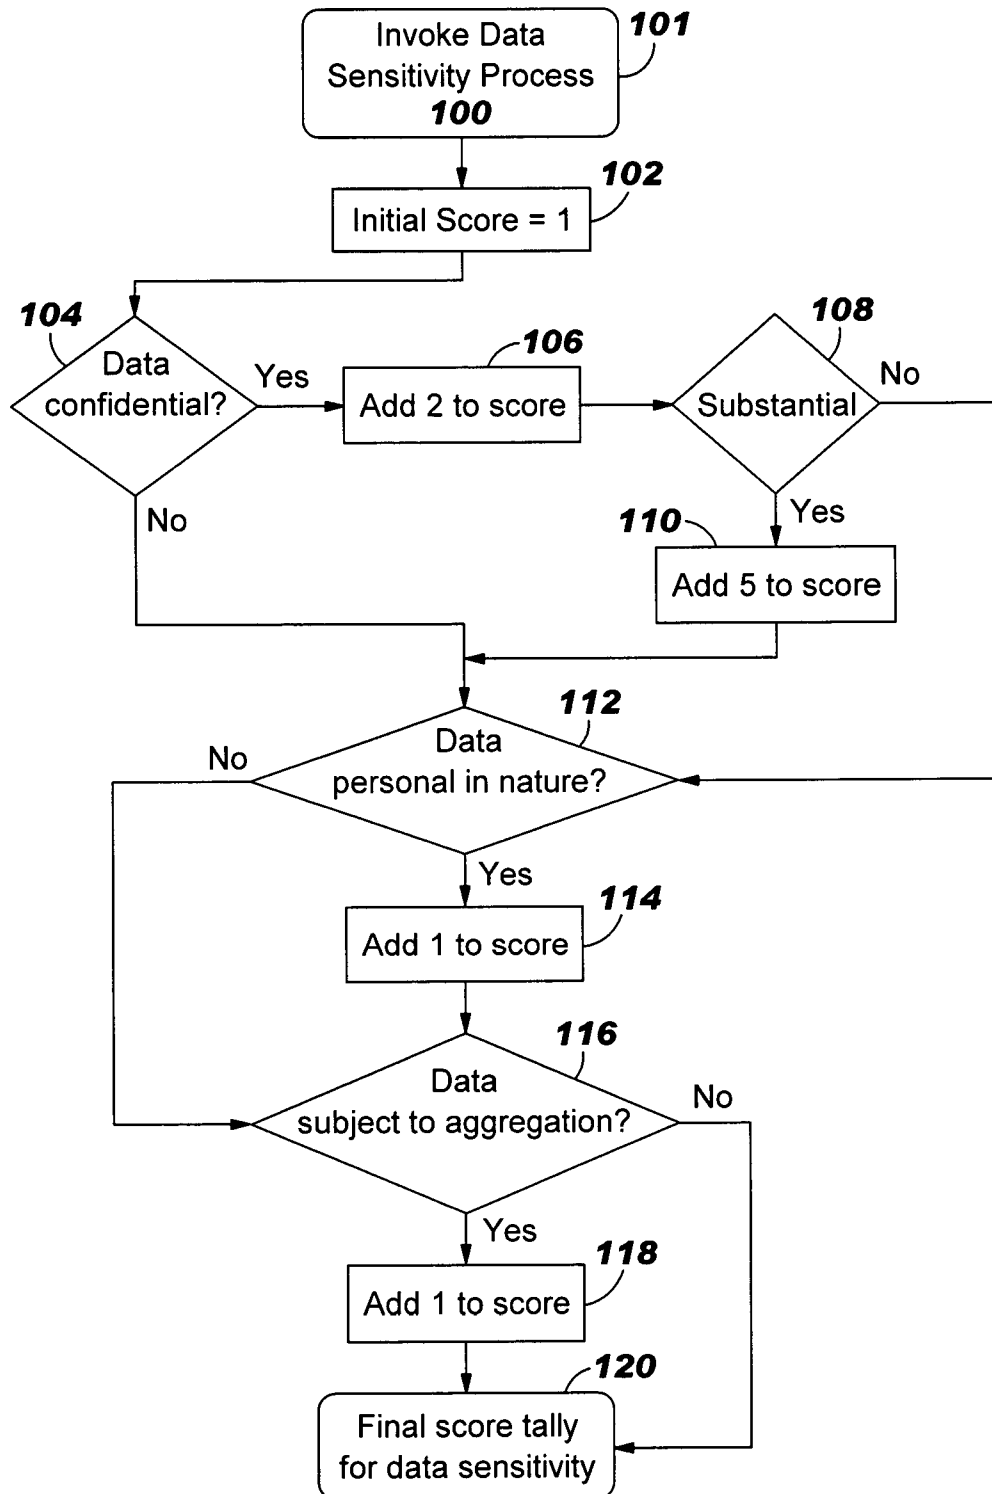 Invoke Data
Sensitivity Process
100
101
102
Initial Score = 1
104
Data
confidential?
Yes
No
106
Add 2 to score
108
Substantial
No
Yes
110
Add 5 to score
112
Data
personal in nature?
No
Yes
114
Add 1 to score
116
Data
subject to aggregation?
No
Yes
118
Add 1 to score
120
Final score tally
for data sensitivity